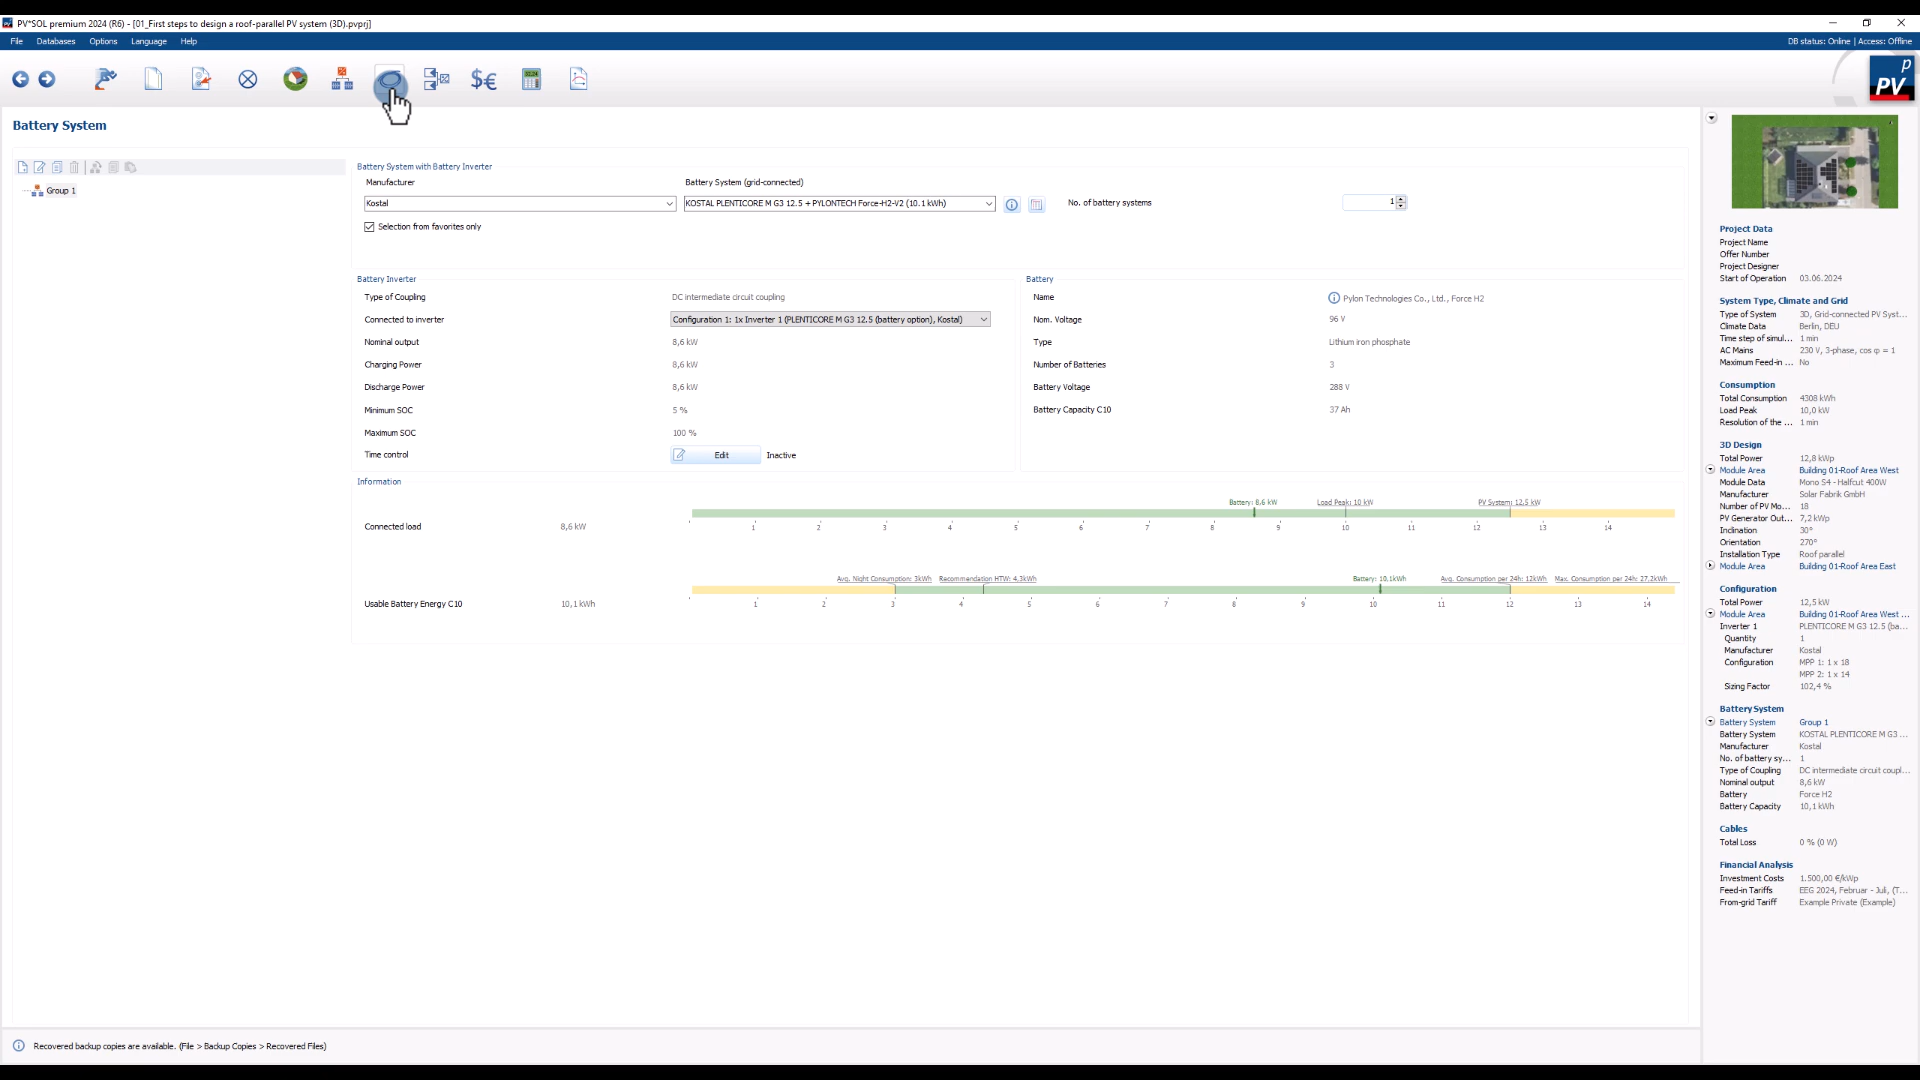 PV*SOL premium 2024 (R6) - [01_First steps to design a roof-parallel PV system (3D).pvprj]
File Databases Options Language Help
DB status: Online | Access: Offline
$€
p
PV
Battery System
Group 1
Battery System with Battery Inverter
Manufacturer
Battery System (grid-connected)
Kostal
KOSTAL PLENTICORE M G3 12.5 + PYLONTECH Force-H2-V2 (10.1 kWh)
No. of battery systems
1
Selection from favorites only
Battery Inverter
Type of Coupling DC intermediate circuit coupling
Connected to inverter Configuration 1: 1x Inverter 1 (PLENTICORE M G3 12.5 (battery option), Kostal)
Nominal output 8,6 kW
Charging Power 8,6 kW
Discharge Power 8,6 kW
Minimum SOC 5 %
Maximum SOC 100 %
Time control Edit Inactive
Battery
Name Pylon Technologies Co., Ltd., Force H2
Nom. Voltage 96 V
Type Lithium iron phosphate
Number of Batteries 3
Battery Voltage 288 V
Battery Capacity C10 37 Ah
Information
Battery: 8,6 kW Load Peak: 10 kW PV System: 12,5 kW
Connected load 8,6 kW
1 2 3 4 5 6 7 8 9 10 11 12 13 14
Avg. Night Consumption: 3kWh Recommendation HTW: 4,3kWh Battery: 10,1kWh Avg. Consumption per 24h: 12kWh Max. Consumption per 24h: 27,2kWh
Usable Battery Energy C10 10,1 kWh
1 2 3 4 5 6 7 8 9 10 11 12 13 14
Project Data
Project Name
Offer Number
Project Designer
Start of Operation 03.06.2024
System Type, Climate and Grid
Type of System 3D, Grid-connected PV Syst...
Climate Data Berlin, DEU
Time step of simul... 1 min
AC Mains 230 V, 3-phase, cos φ = 1
Maximum Feed-in ... No
Consumption
Total Consumption 4308 kWh
Load Peak 10,0 kW
Resolution of the ... 1 min
3D Design
Total Power 12,8 kWp
Module Area Building 01-Roof Area West
Module Data Mono S4 - Halfcut 400W
Manufacturer Solar Fabrik GmbH
Number of PV Mo... 18
PV Generator Out... 7,2 kWp
Inclination 30°
Orientation 270°
Installation Type Roof parallel
Module Area Building 01-Roof Area East
Configuration
Total Power 12,5 kW
Module Area Building 01-Roof Area West ...
Inverter 1 PLENTICORE M G3 12.5 (ba...
Quantity 1
Manufacturer Kostal
Configuration MPP 1: 1 x 18
MPP 2: 1 x 14
Sizing Factor 102,4 %
Battery System
Battery System Group 1
Battery System KOSTAL PLENTICORE M G3 ...
Manufacturer Kostal
No. of battery sy... 1
Type of Coupling DC intermediate circuit coupl...
Nominal output 8,6 kW
Battery Force H2
Battery Capacity 10,1 kWh
Cables
Total Loss 0 % (0 W)
Financial Analysis
Investment Costs 1.500,00 €/kWp
Feed-in Tariffs EEG 2024, Februar - Juli, (T...
From-grid Tariff Example Private (Example)
Recovered backup copies are available. (File > Backup Copies > Recovered Files)